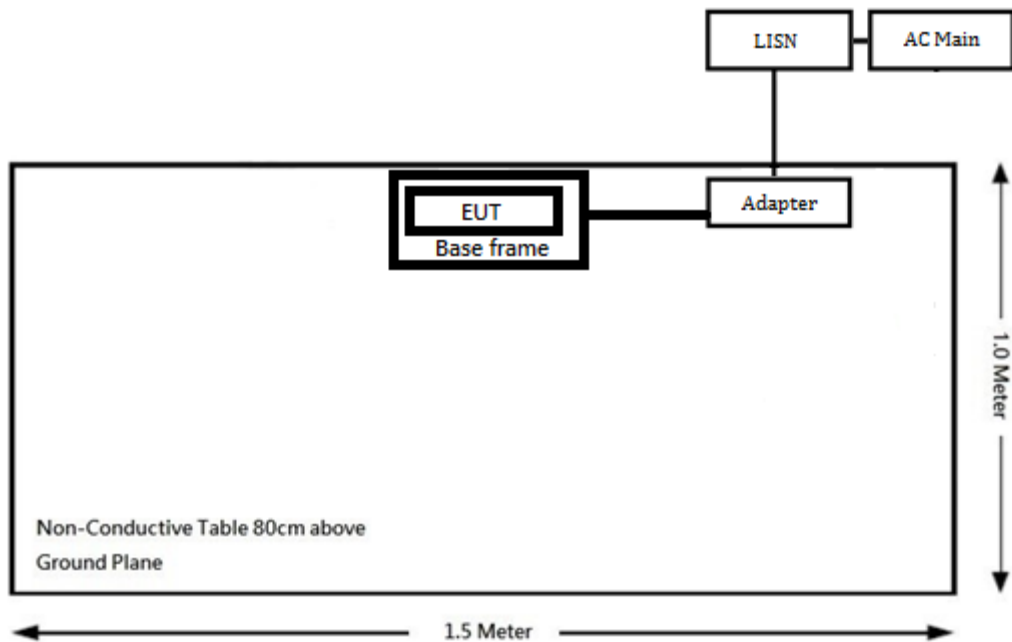 LISN
AC Main
Adapter
EUT
Base frame
1.0 Meter
Non-Conductive Table 80cm above
Ground Plane
1.5 Meter